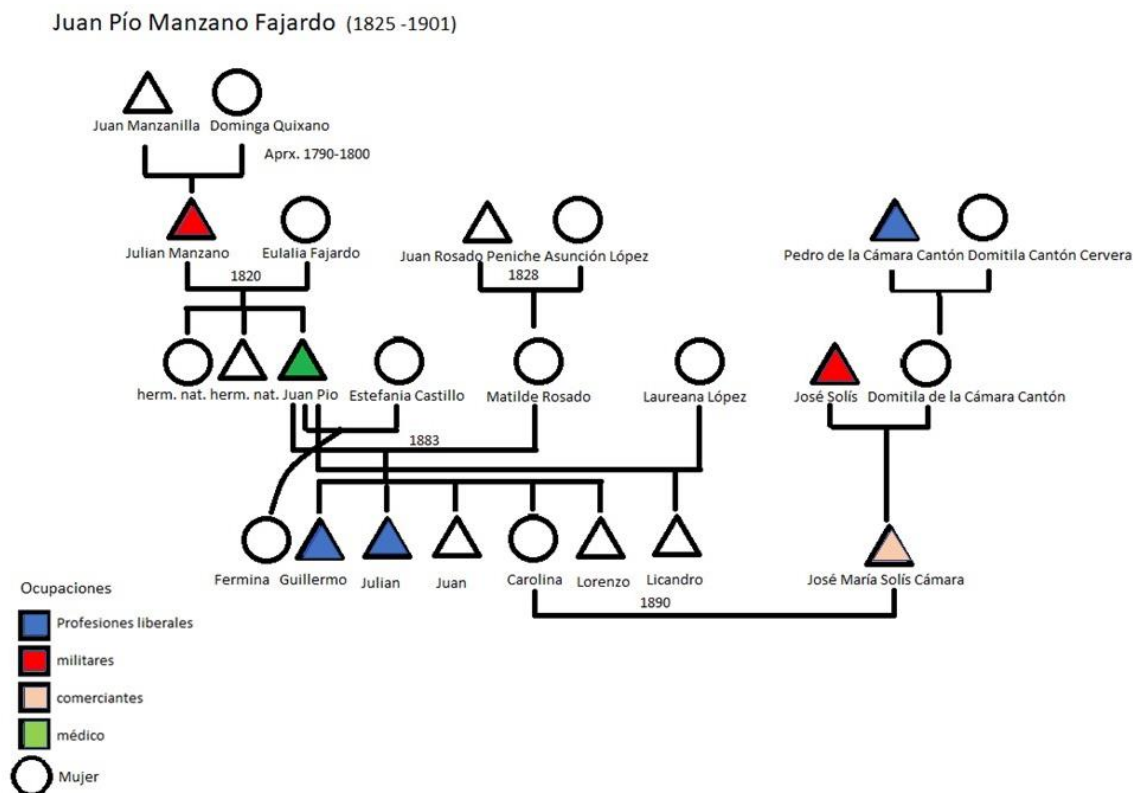 Juan Pío Manzano Fajardo (1825 -1901)
Juan Manzanilla Dominga Quixano
Aprx. 1790-1800
Julian Manzano Eulalia Fajardo Juan Rosado Peniche Asunción López Pedro de la Cámara Cantón Domitila Cantón Cervera
1820 1828
herm. nat. herm. nat. Juan Pio Estefania Castillo Matilde Rosado Laureana López José Solís Domitila de la Cámara Cantón
1883
Fermina Guillermo Julian Juan Carolina Lorenzo Licandro José María Solís Cámara
1890
Ocupaciones
Profesiones liberales
militares
comerciantes
médico
Mujer